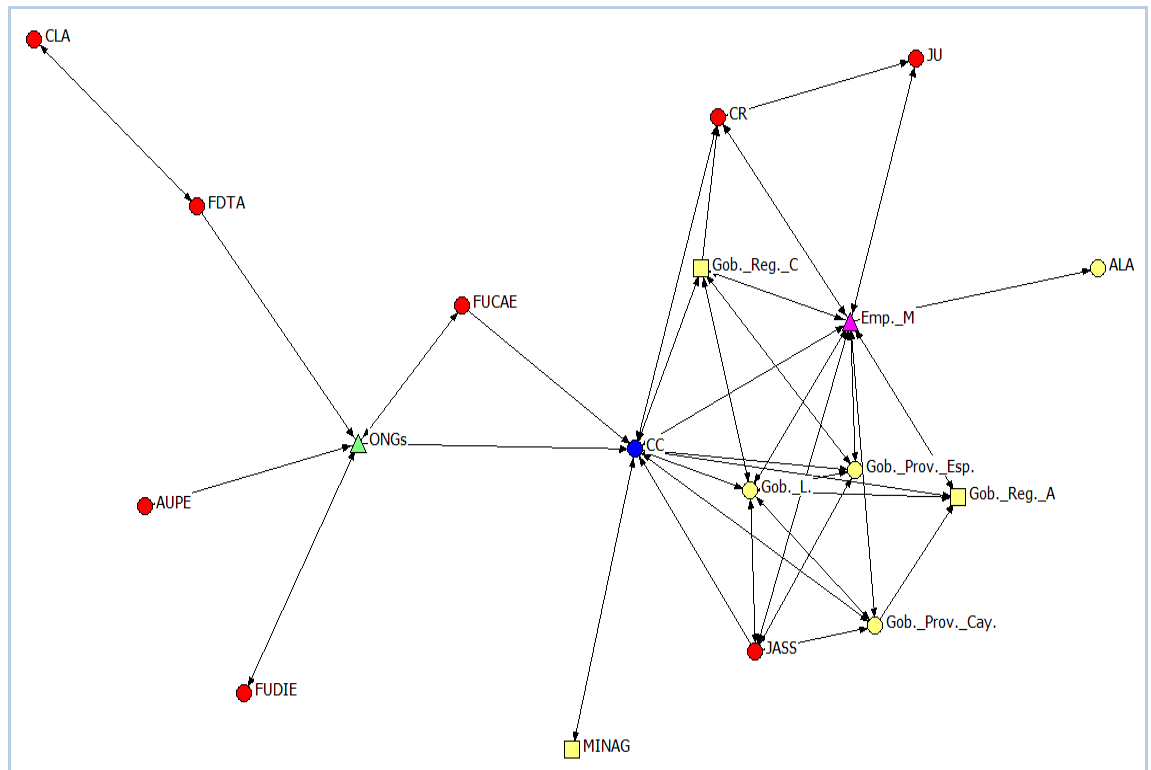 CLA
JU
CR
FDTA
Gob._Reg._C
ALA
FUCAE
Emp._M
ONGs
CC
Gob._Prov._Esp.
Gob._L.
Gob._Reg._A
AUPE
Gob._Prov._Cay.
JASS
FUDIE
MINAG